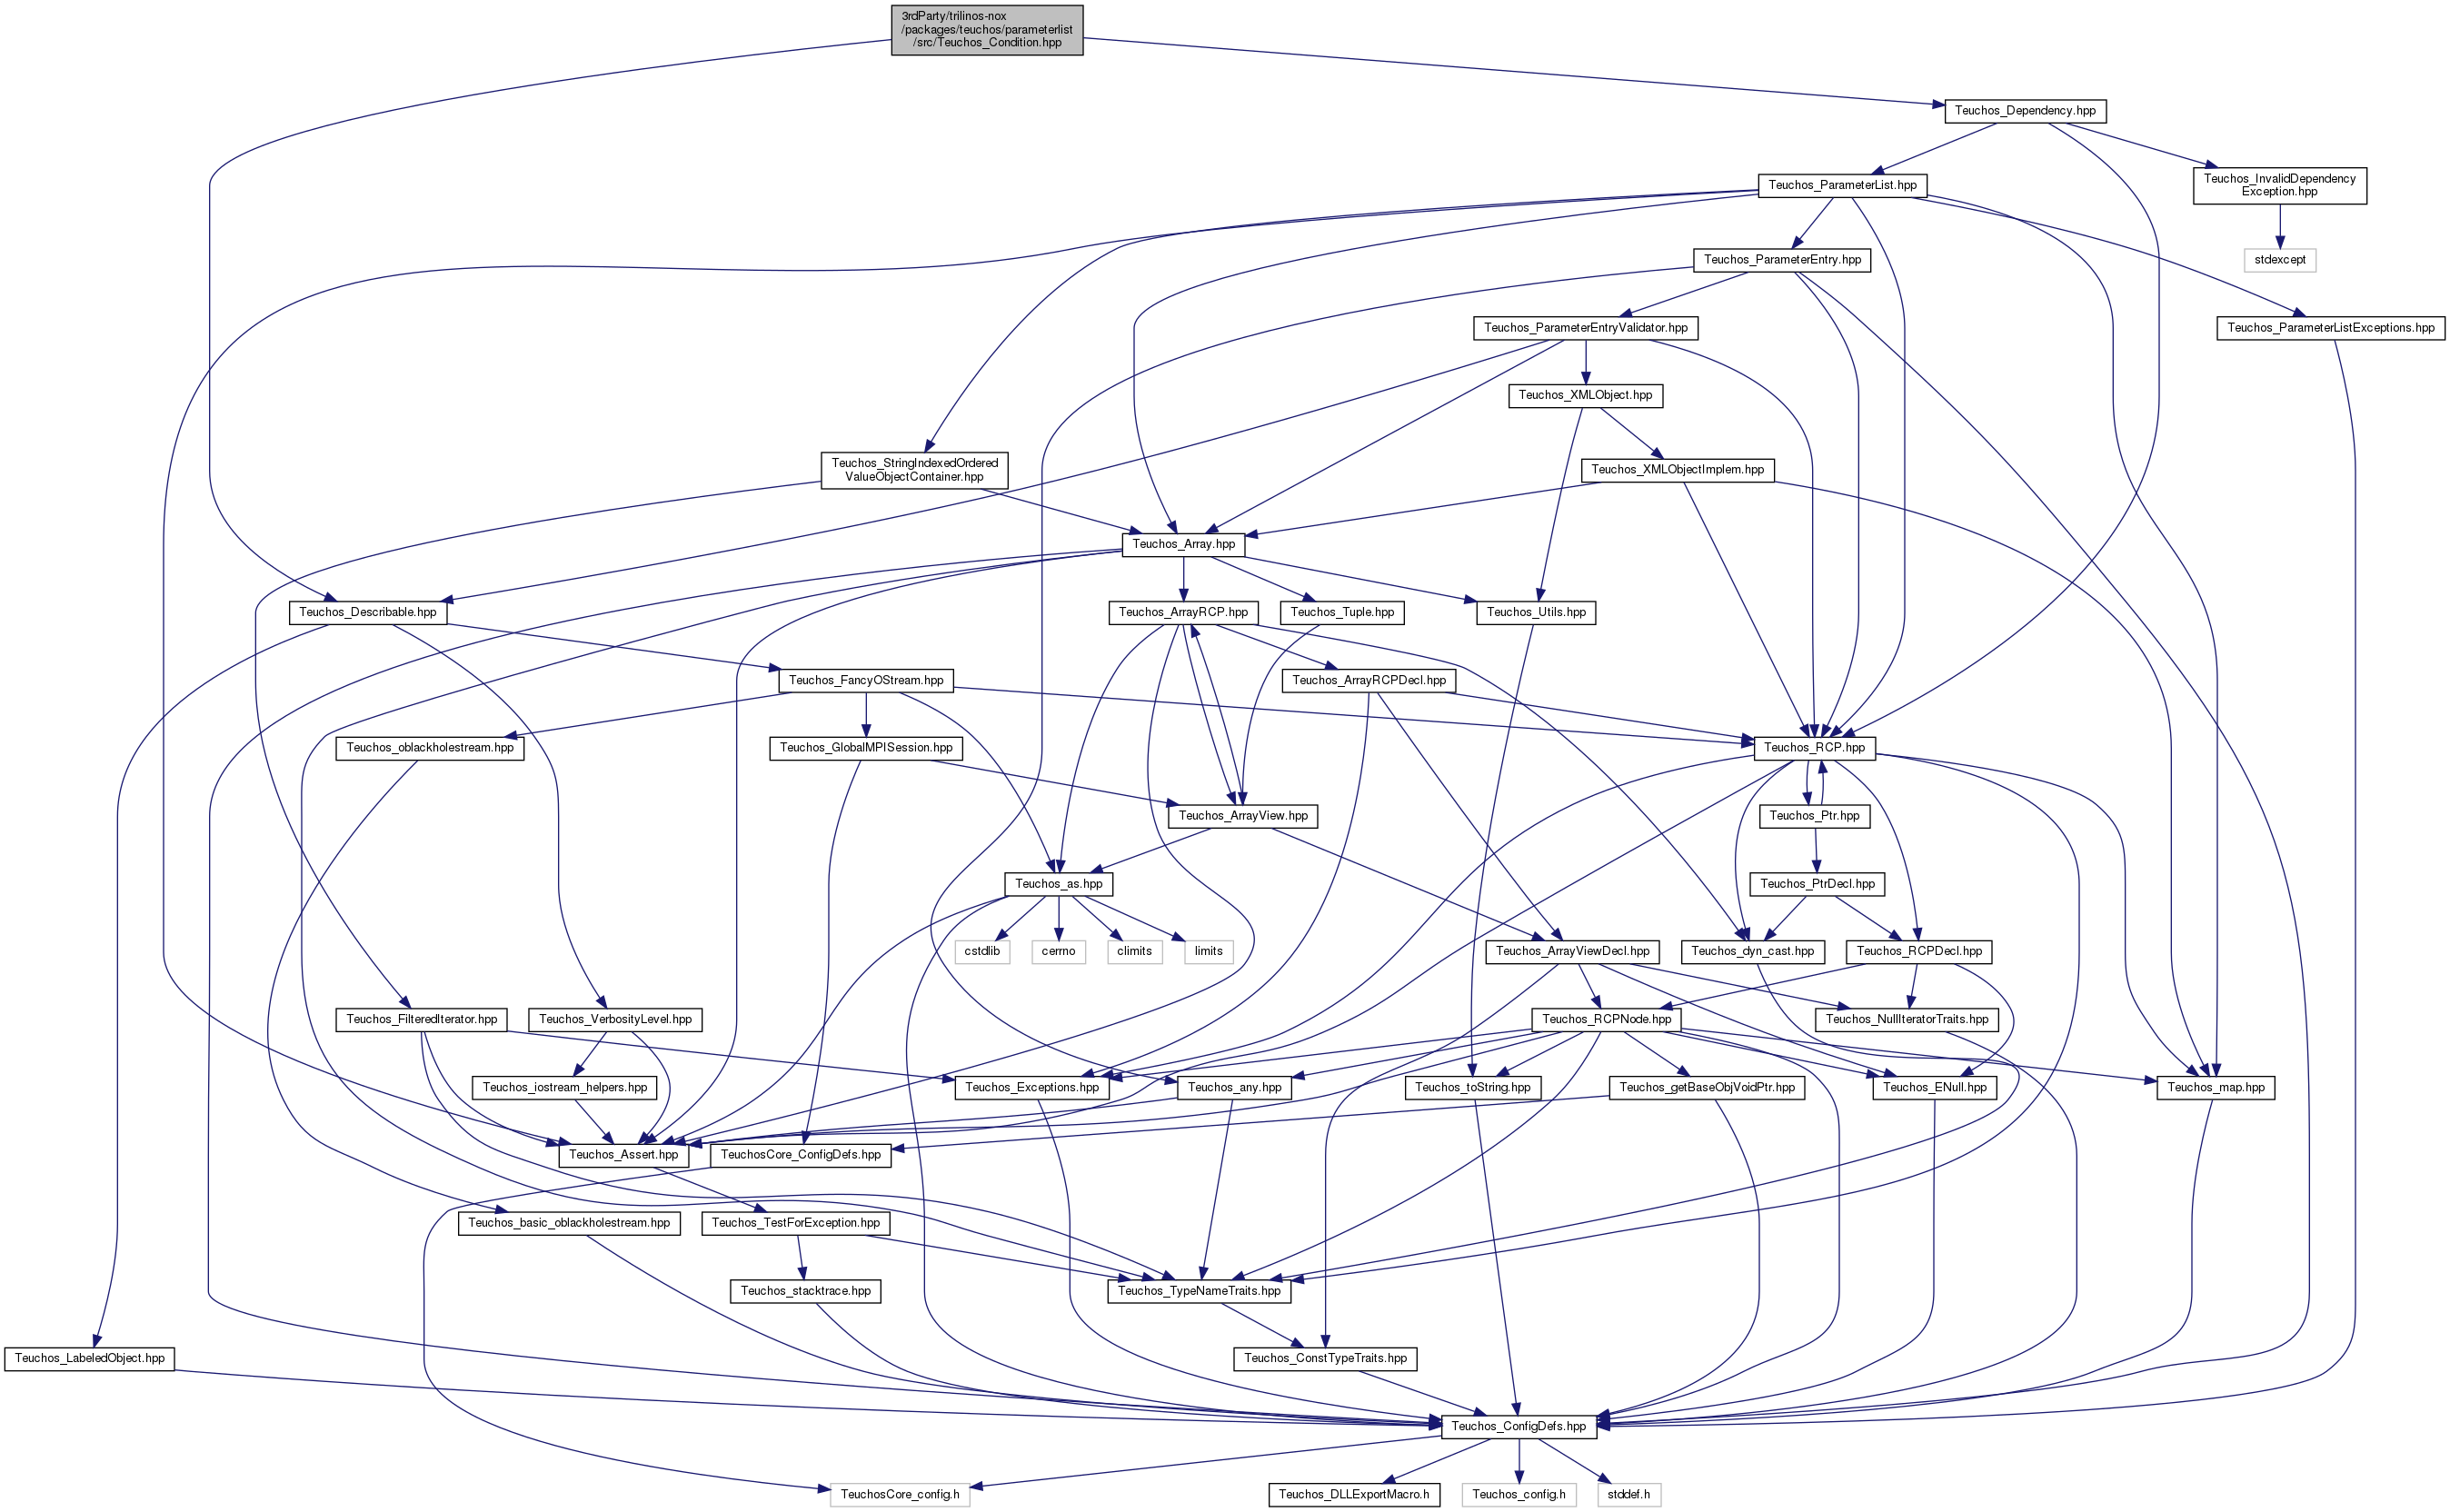 3rdParty/trilinos-nox
/packages/teuchos/parameterlist
/src/Teuchos_Condition.hpp
Teuchos_Dependency.hpp
Teuchos_ParameterList.hpp
Teuchos_InvalidDependency
Exception.hpp
Teuchos_ParameterEntry.hpp
stdexcept
Teuchos_ParameterEntryValidator.hpp
Teuchos_ParameterListExceptions.hpp
Teuchos_XMLObject.hpp
Teuchos_StringIndexedOrdered
ValueObjectContainer.hpp
Teuchos_XMLObjectImplem.hpp
Teuchos_Array.hpp
Teuchos_Describable.hpp
Teuchos_ArrayRCP.hpp
Teuchos_Tuple.hpp
Teuchos_Utils.hpp
Teuchos_FancyOStream.hpp
Teuchos_ArrayRCPDecl.hpp
Teuchos_oblackholestream.hpp
Teuchos_GlobalMPISession.hpp
Teuchos_RCP.hpp
Teuchos_ArrayView.hpp
Teuchos_Ptr.hpp
Teuchos_as.hpp
Teuchos_PtrDecl.hpp
cstdlib
cerrno
climits
limits
Teuchos_ArrayViewDecl.hpp
Teuchos_dyn_cast.hpp
Teuchos_RCPDecl.hpp
Teuchos_FilteredIterator.hpp
Teuchos_VerbosityLevel.hpp
Teuchos_RCPNode.hpp
Teuchos_NullIteratorTraits.hpp
Teuchos_iostream_helpers.hpp
Teuchos_Exceptions.hpp
Teuchos_any.hpp
Teuchos_toString.hpp
Teuchos_getBaseObjVoidPtr.hpp
Teuchos_ENull.hpp
Teuchos_map.hpp
Teuchos_Assert.hpp
TeuchosCore_ConfigDefs.hpp
Teuchos_basic_oblackholestream.hpp
Teuchos_TestForException.hpp
Teuchos_stacktrace.hpp
Teuchos_TypeNameTraits.hpp
Teuchos_LabeledObject.hpp
Teuchos_ConstTypeTraits.hpp
Teuchos_ConfigDefs.hpp
TeuchosCore_config.h
Teuchos_DLLExportMacro.h
Teuchos_config.h
stddef.h